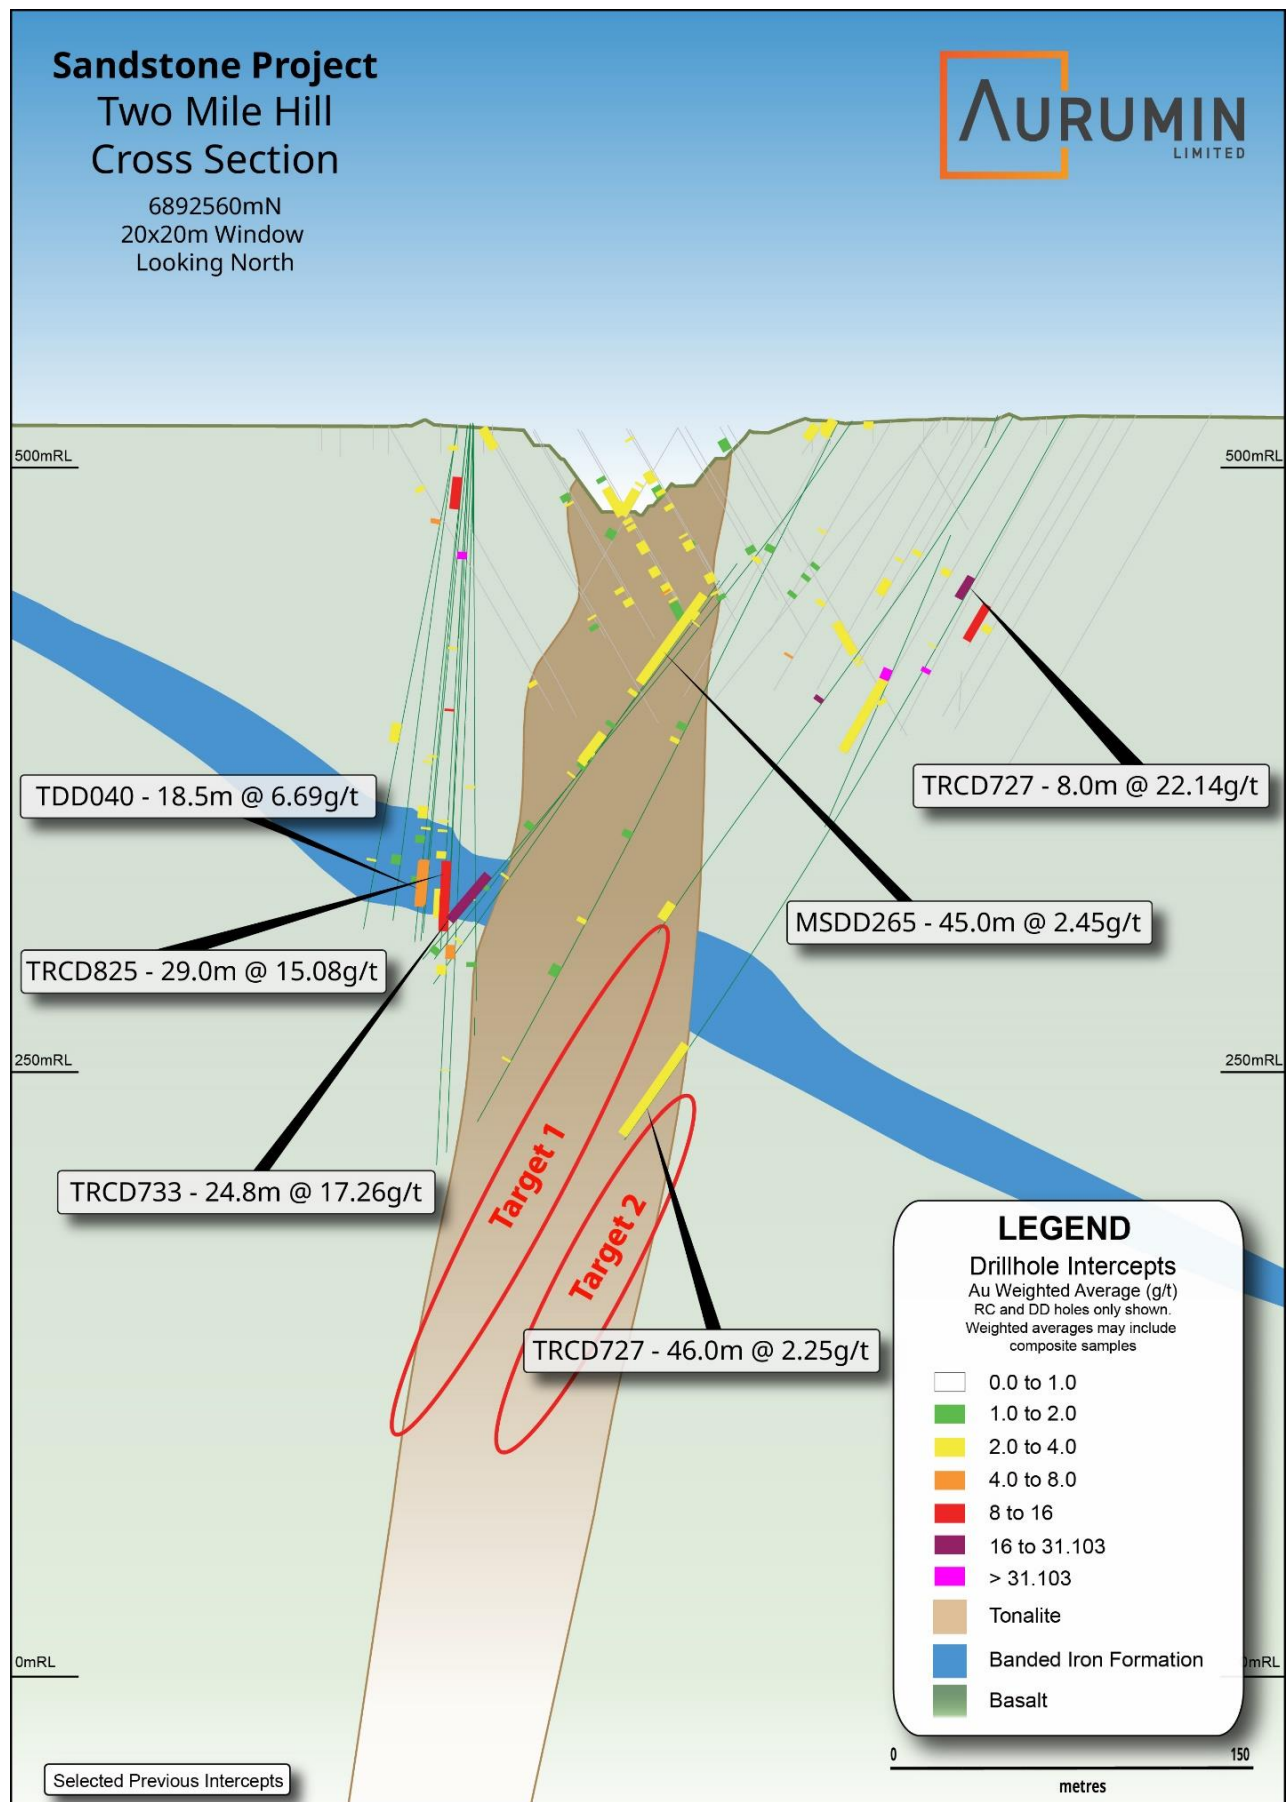 Sandstone Project
Two Mile Hill
Cross Section
6892560mN
20x20m Window
Looking North
AURUMIN
LIMITED
500mRL
500mRL
TDD040 - 18.5m @ 6.69g/t
TRCD727 - 8.0m @ 22.14g/t
MSDD265 - 45.0m @ 2.45g/t
TRCD825 - 29.0m @ 15.08g/t
250mRL
250mRL
Target 1
TRCD733 - 24.8m @ 17.26g/t
Target 2
TRCD727 - 46.0m @ 2.25g/t
LEGEND
Drillhole Intercepts
Au Weighted Average (g/t)
RC and DD holes only shown.
Weighted averages may include
composite samples
0.0 to 1.0
1.0 to 2.0
2.0 to 4.0
4.0 to 8.0
8 to 16
16 to 31.103
> 31.103
Tonalite
Banded Iron Formation
Basalt
0mRL
mRL
0 150
metres
Selected Previous Intercepts